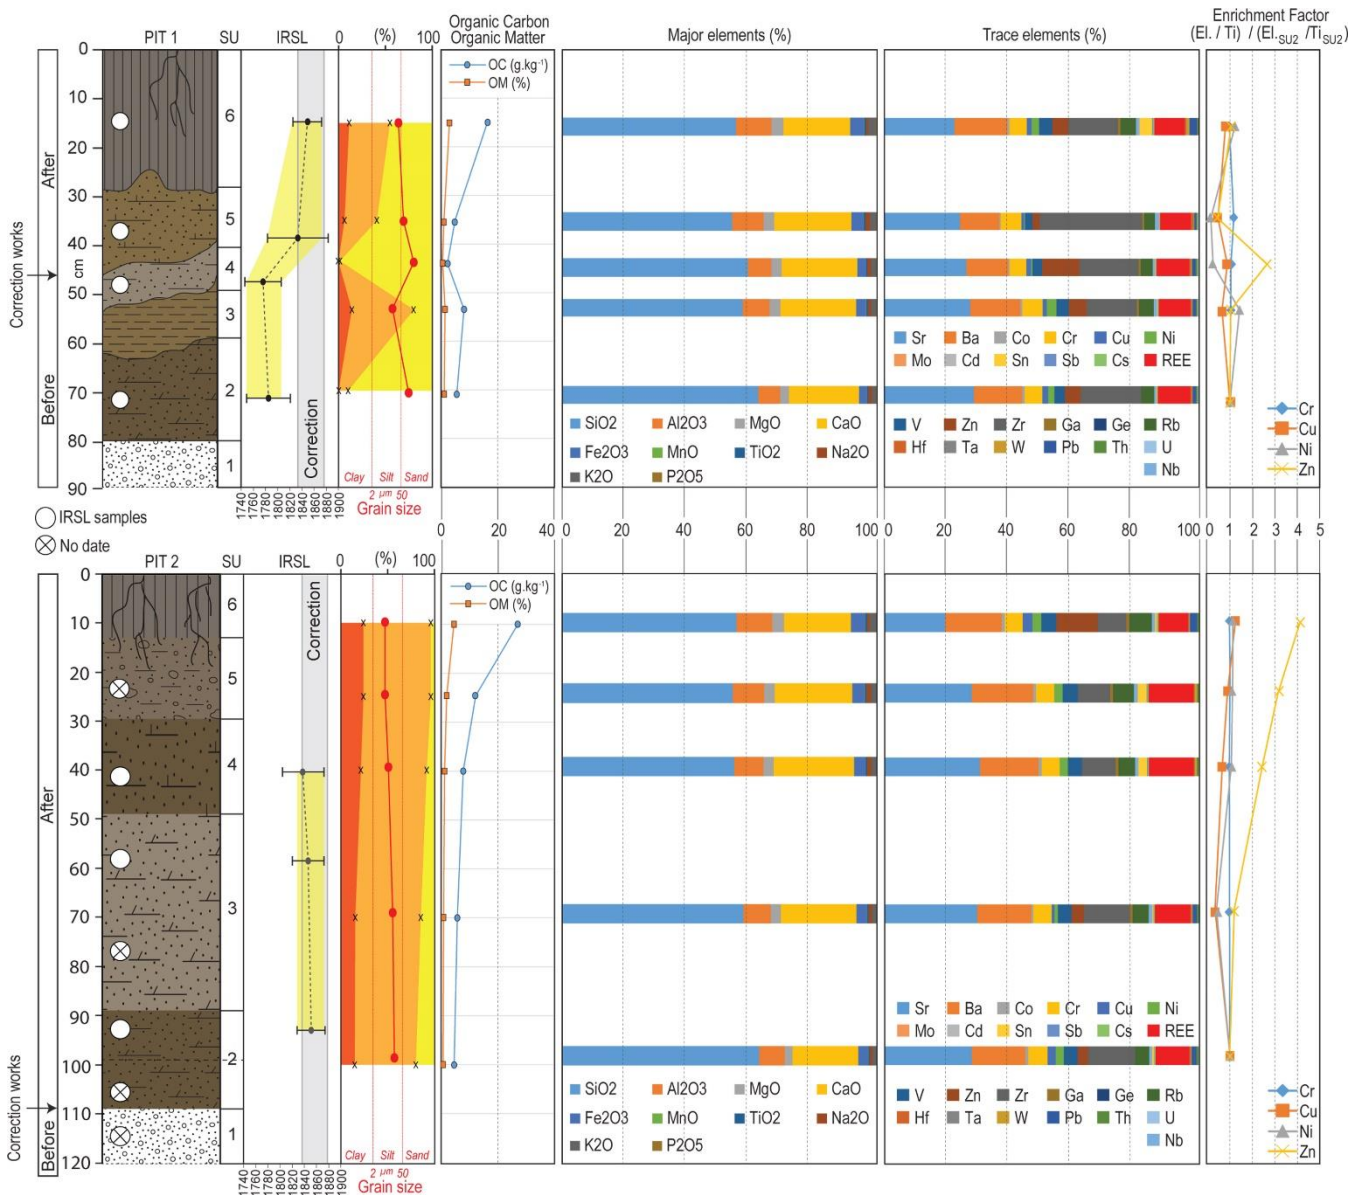 Organic Carbon
Organic Matter
Enrichment Factor
(El. / Ti) / (El.SU2 /TiSU2)
PIT 1 SU IRSL 0 (%) 100
Major elements (%)
Trace elements (%)
OC (g.kg-1)
OM (%)
After
Correction works
Before
0
10
20
30
40
cm
50
60
70
80
90
6
5
4
3
2
1
Correction
Clay Silt Sand
2 µm 50
Grain size
1740 1760 1780 1800 1820 1840 1860 1880 1900
SiO2 Al2O3 MgO CaO
Fe2O3 MnO TiO2 Na2O
K2O P2O5
Sr Ba Co Cr Cu Ni
Mo Cd Sn Sb Cs REE
V Zn Zr Ga Ge Rb
Hf Ta W Pb Th U
Nb
Cr
Cu
Ni
Zn
0 20 40
0 20 40 60 80 100
0 20 40 60 80 100
0 1 2 3 4 5
IRSL samples
No date
PIT 2 SU IRSL 0 (%) 100
OC (g.kg-1)
OM (%)
After
Correction works
Before
0
10
20
30
40
cm
50
60
70
80
90
100
110
120
6
5
4
3
2
1
Correction
Clay Silt Sand
2 µm 50
Grain size
1740 1760 1780 1800 1820 1840 1860 1880 1900
SiO2 Al2O3 MgO CaO
Fe2O3 MnO TiO2 Na2O
K2O P2O5
Sr Ba Co Cr Cu Ni
Mo Cd Sn Sb Cs REE
V Zn Zr Ga Ge Rb
Hf Ta W Pb Th U
Nb
Cr
Cu
Ni
Zn